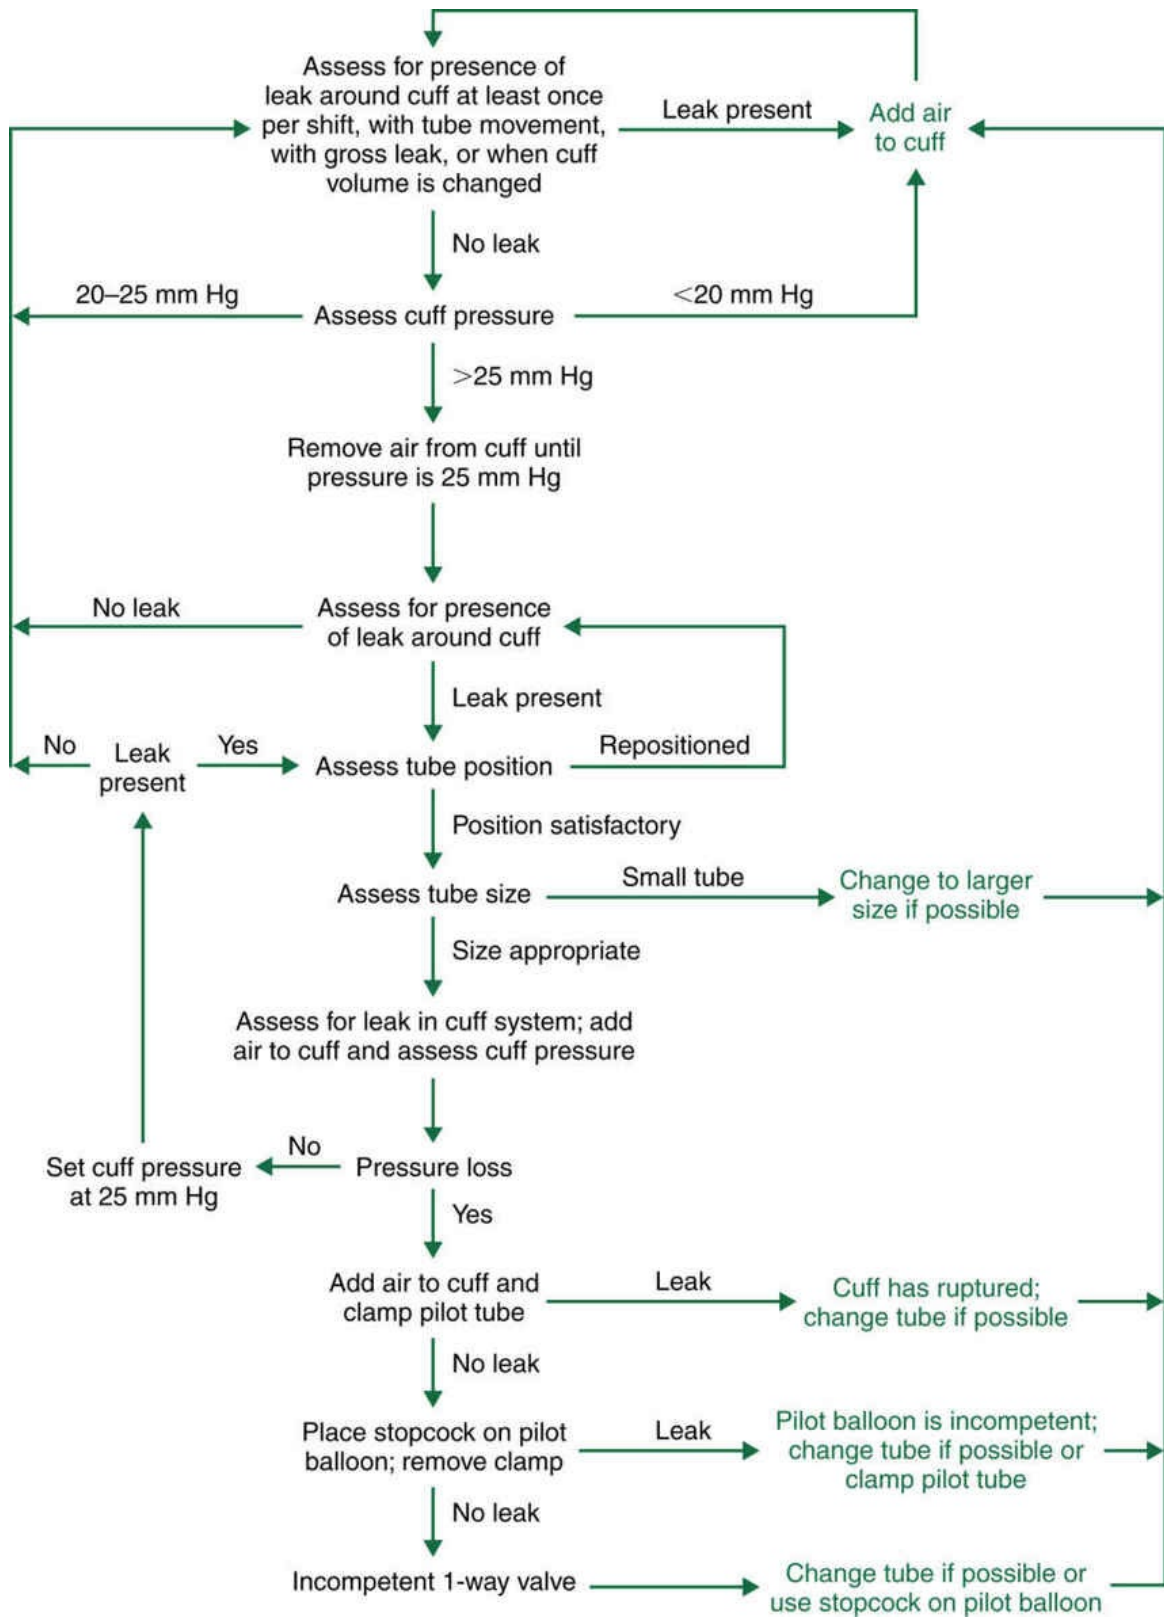 Assess for presence of
leak around cuff at least once
per shift, with tube movement,
with gross leak, or when cuff
volume is changed
Leak present
Add air
to cuff
No leak
20–25 mm Hg
Assess cuff pressure
<20 mm Hg
>25 mm Hg
Remove air from cuff until
pressure is 25 mm Hg
No leak
Assess for presence
of leak around cuff
Leak present
No
Leak
present
Yes
Assess tube position
Repositioned
Position satisfactory
Assess tube size
Small tube
Change to larger
size if possible
Size appropriate
Assess for leak in cuff system; add
air to cuff and assess cuff pressure
Set cuff pressure
at 25 mm Hg
No
Pressure loss
Yes
Add air to cuff and
clamp pilot tube
Leak
Cuff has ruptured;
change tube if possible
No leak
Place stopcock on pilot
balloon; remove clamp
Leak
Pilot balloon is incompetent;
change tube if possible or
clamp pilot tube
No leak
Incompetent 1-way valve
Change tube if possible or
use stopcock on pilot balloon